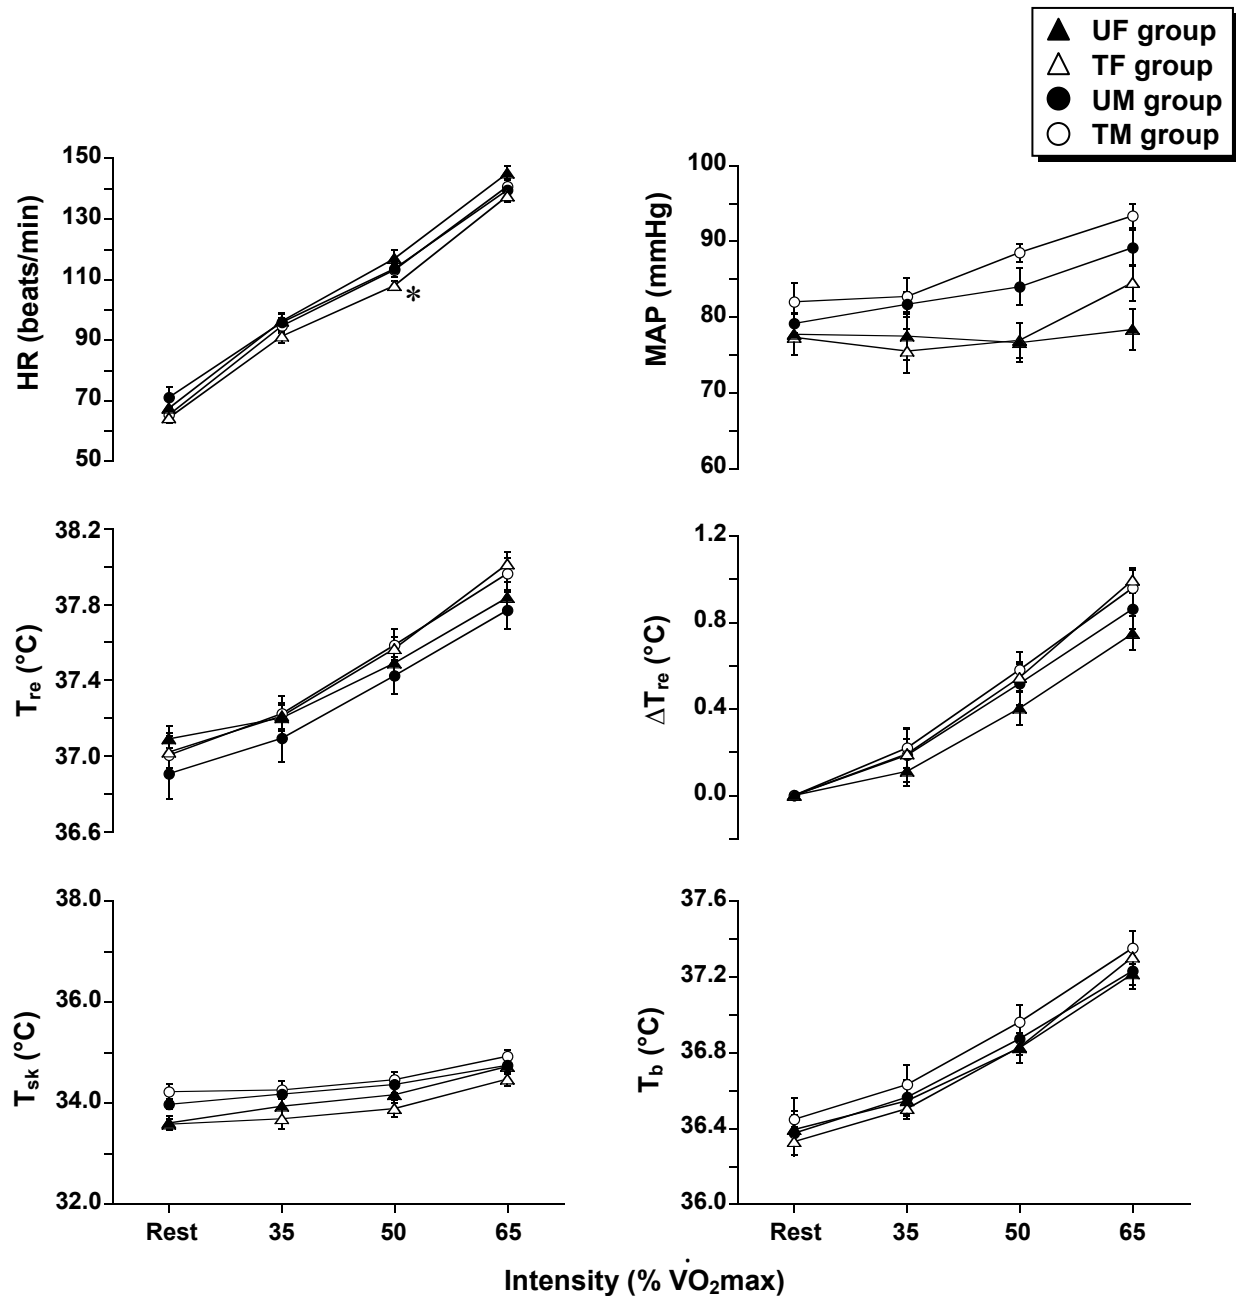 UF group
TF group
UM group
TM group
HR (beats/min)
150
130
110
90
70
50
*
MAP (mmHg)
100
90
80
70
60
Tre (°C)
38.2
37.8
37.4
37.0
36.6
ΔTre (°C)
1.2
0.8
0.4
0.0
Tsk (°C)
38.0
36.0
34.0
32.0
Tb (°C)
37.6
37.2
36.8
36.4
36.0
Rest 35 50 65
Rest 35 50 65
Intensity (% V̇O₂max)